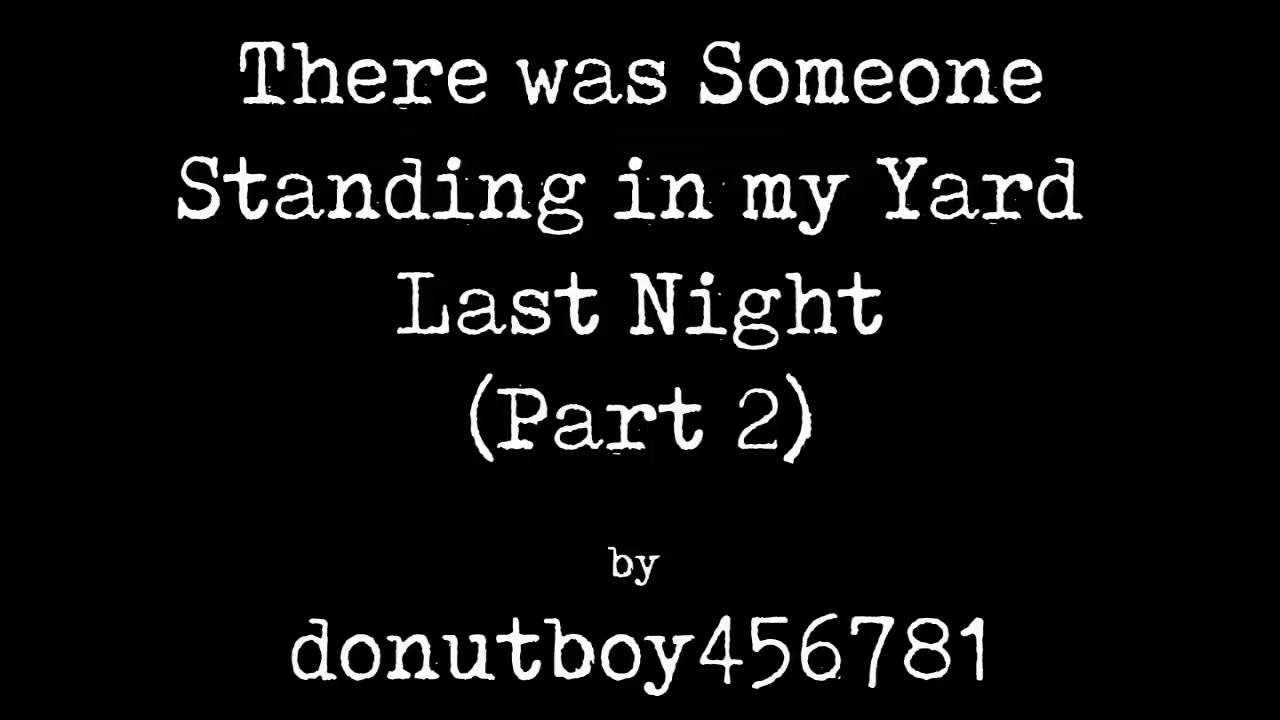 There was Someone
Standing in my Yard
Last Night
(Part 2)
by
donutboy456781